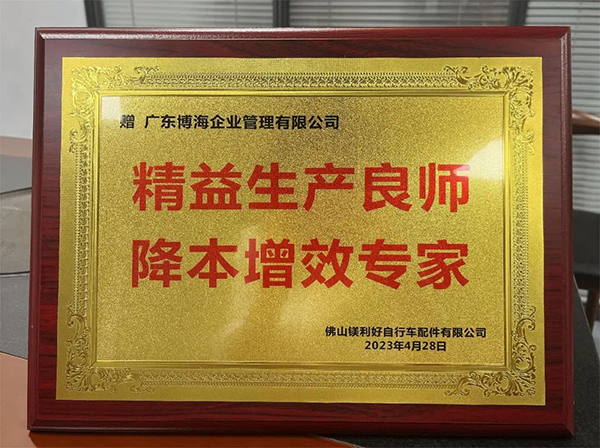 赠 广东博海企业管理有限公司
精益生产良师
降本增效专家
佛山镁利好自行车配件有限公司
2023年4月28日